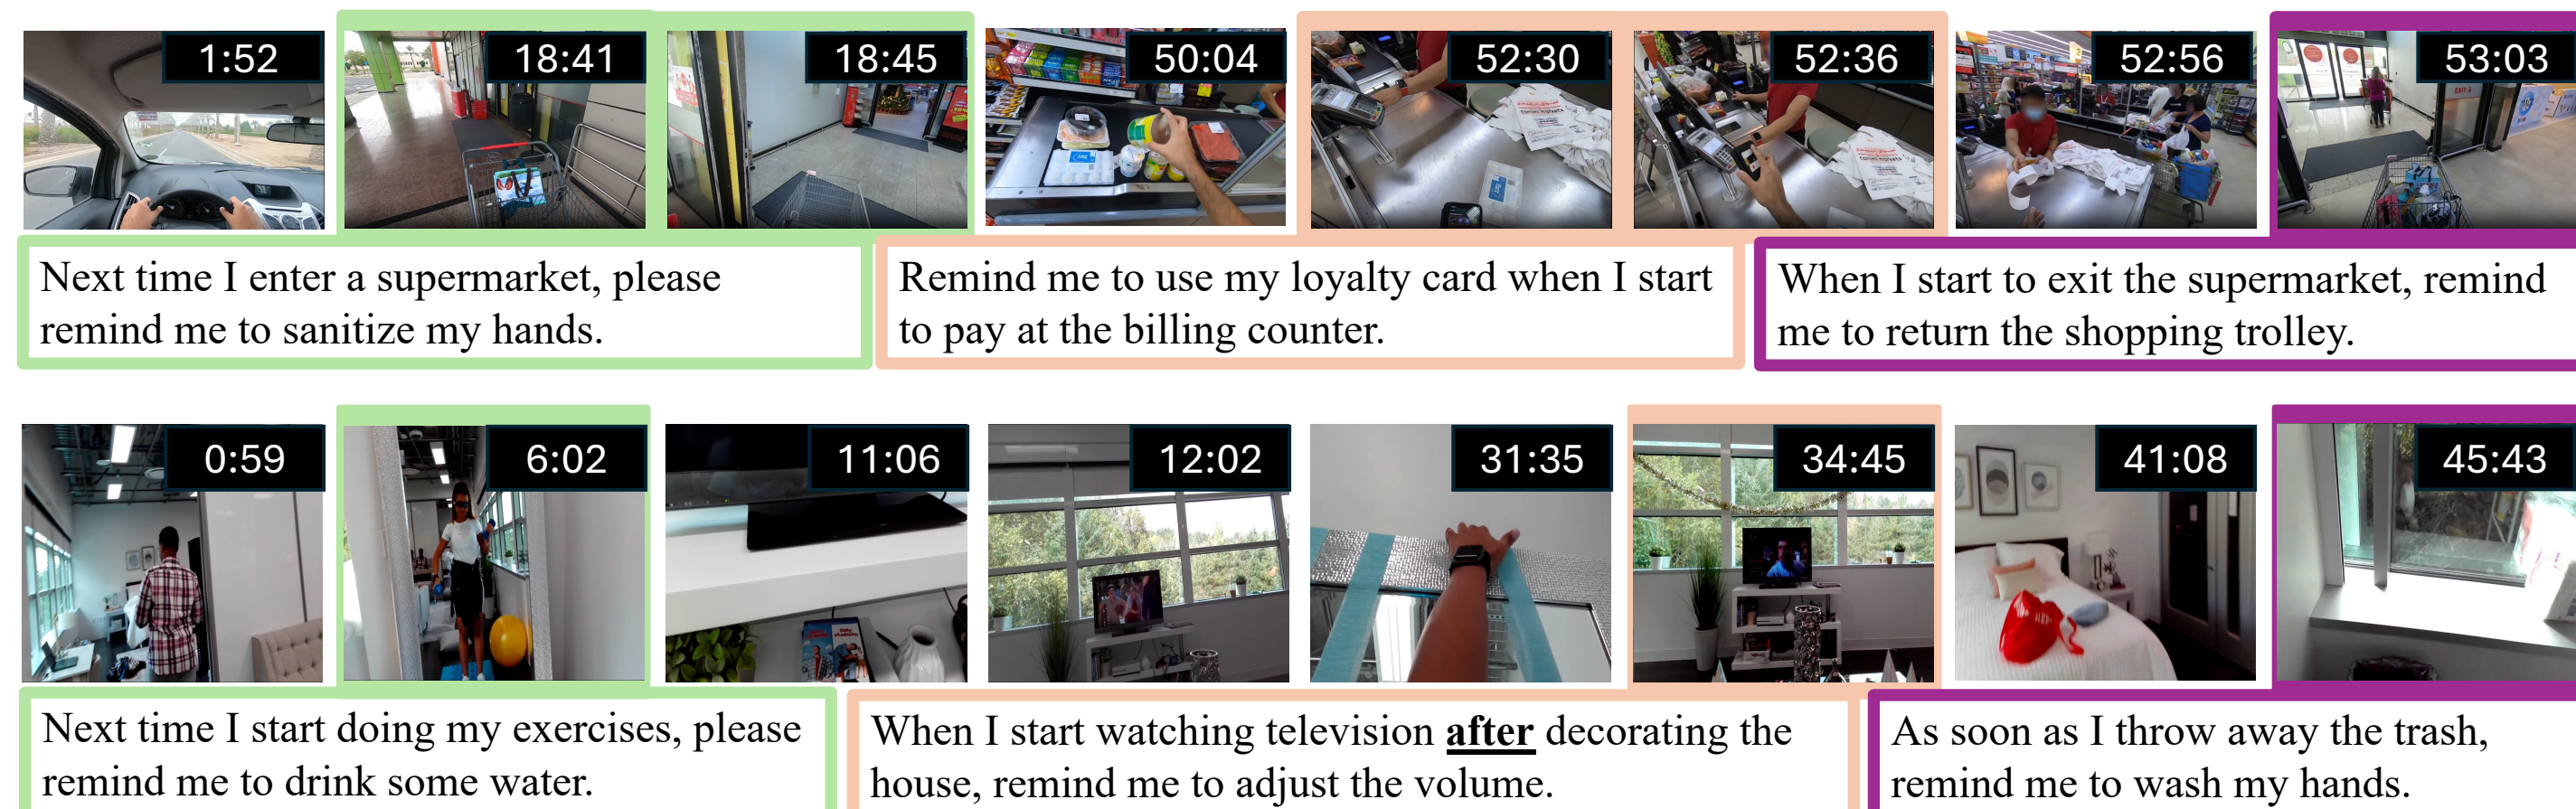 1:52
18:41
18:45
50:04
52:30
52:36
52:56
53:03
EXIT
Next time I enter a supermarket, please
remind me to sanitize my hands.
Remind me to use my loyalty card when I start
to pay at the billing counter.
When I start to exit the supermarket, remind
me to return the shopping trolley.
0:59
6:02
11:06
12:02
31:35
34:45
41:08
45:43
Next time I start doing my exercises, please
remind me to drink some water.
When I start watching television after decorating the
house, remind me to adjust the volume.
As soon as I throw away the trash,
remind me to wash my hands.